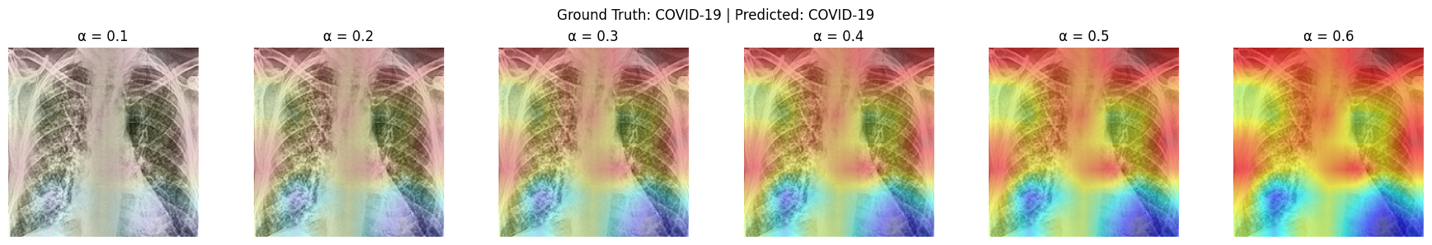 Ground Truth: COVID-19 | Predicted: COVID-19
α = 0.1 α = 0.2 α = 0.3 α = 0.4 α = 0.5 α = 0.6